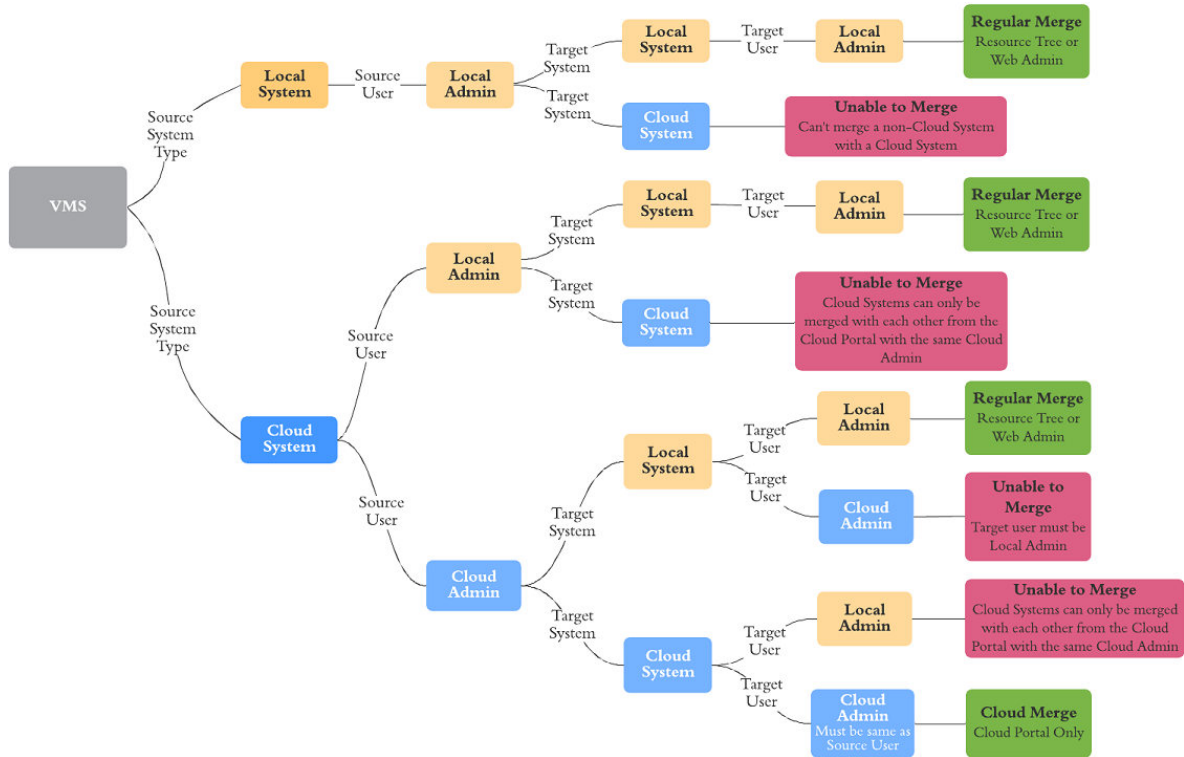 VMS
Source
System
Type
Local
System
Source
User
Local
Admin
Target
System
Local
System
Target
User
Local
Admin
Regular Merge
Resource Tree or
Web Admin
Target
System
Cloud
System
Unable to Merge
Can't merge a non-Cloud System
with a Cloud System
Source
System
Type
Cloud
System
Source
User
Local
Admin
Target
System
Local
System
Target
User
Local
Admin
Regular Merge
Resource Tree or
Web Admin
Target
System
Cloud
System
Unable to Merge
Cloud Systems can only be
merged with each other from the
Cloud Portal with the same Cloud
Admin
Source
User
Cloud
Admin
Target
System
Local
System
Target
User
Local
Admin
Regular Merge
Resource Tree or
Web Admin
Target
User
Cloud
Admin
Unable to
Merge
Target user must be
Local Admin
Target
System
Cloud
System
Target
User
Local
Admin
Unable to Merge
Cloud Systems can only be merged
with each other from the Cloud
Portal with the same Cloud Admin
Target
User
Cloud
Admin
Must be same as
Source User
Cloud Merge
Cloud Portal Only